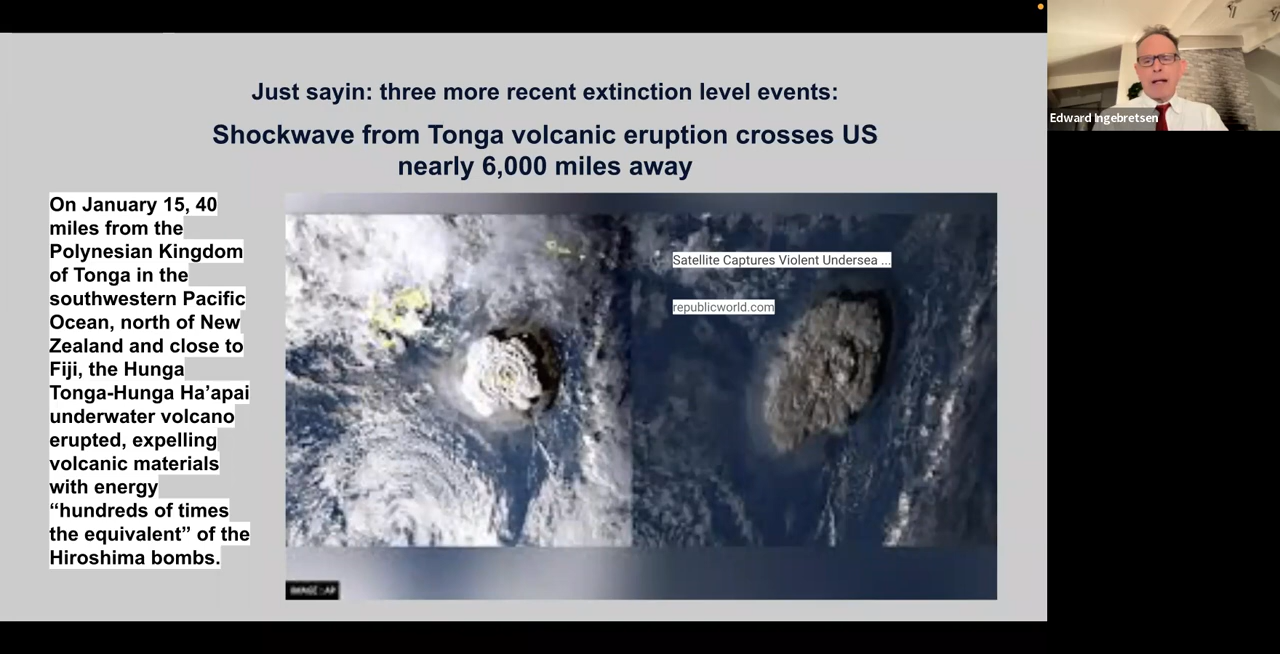 Just sayin: three more recent extinction level events:
Shockwave from Tonga volcanic eruption crosses US
nearly 6,000 miles away
On January 15, 40
miles from the
Polynesian Kingdom
of Tonga in the
southwestern Pacific
Ocean, north of New
Zealand and close to
Fiji, the Hunga
Tonga-Hunga Ha’apai
underwater volcano
erupted, expelling
volcanic materials
with energy
“hundreds of times
the equivalent” of the
Hiroshima bombs.
Satellite Captures Violent Undersea ...
republicworld.com
IMAGE: AP
Edward Ingebretsen